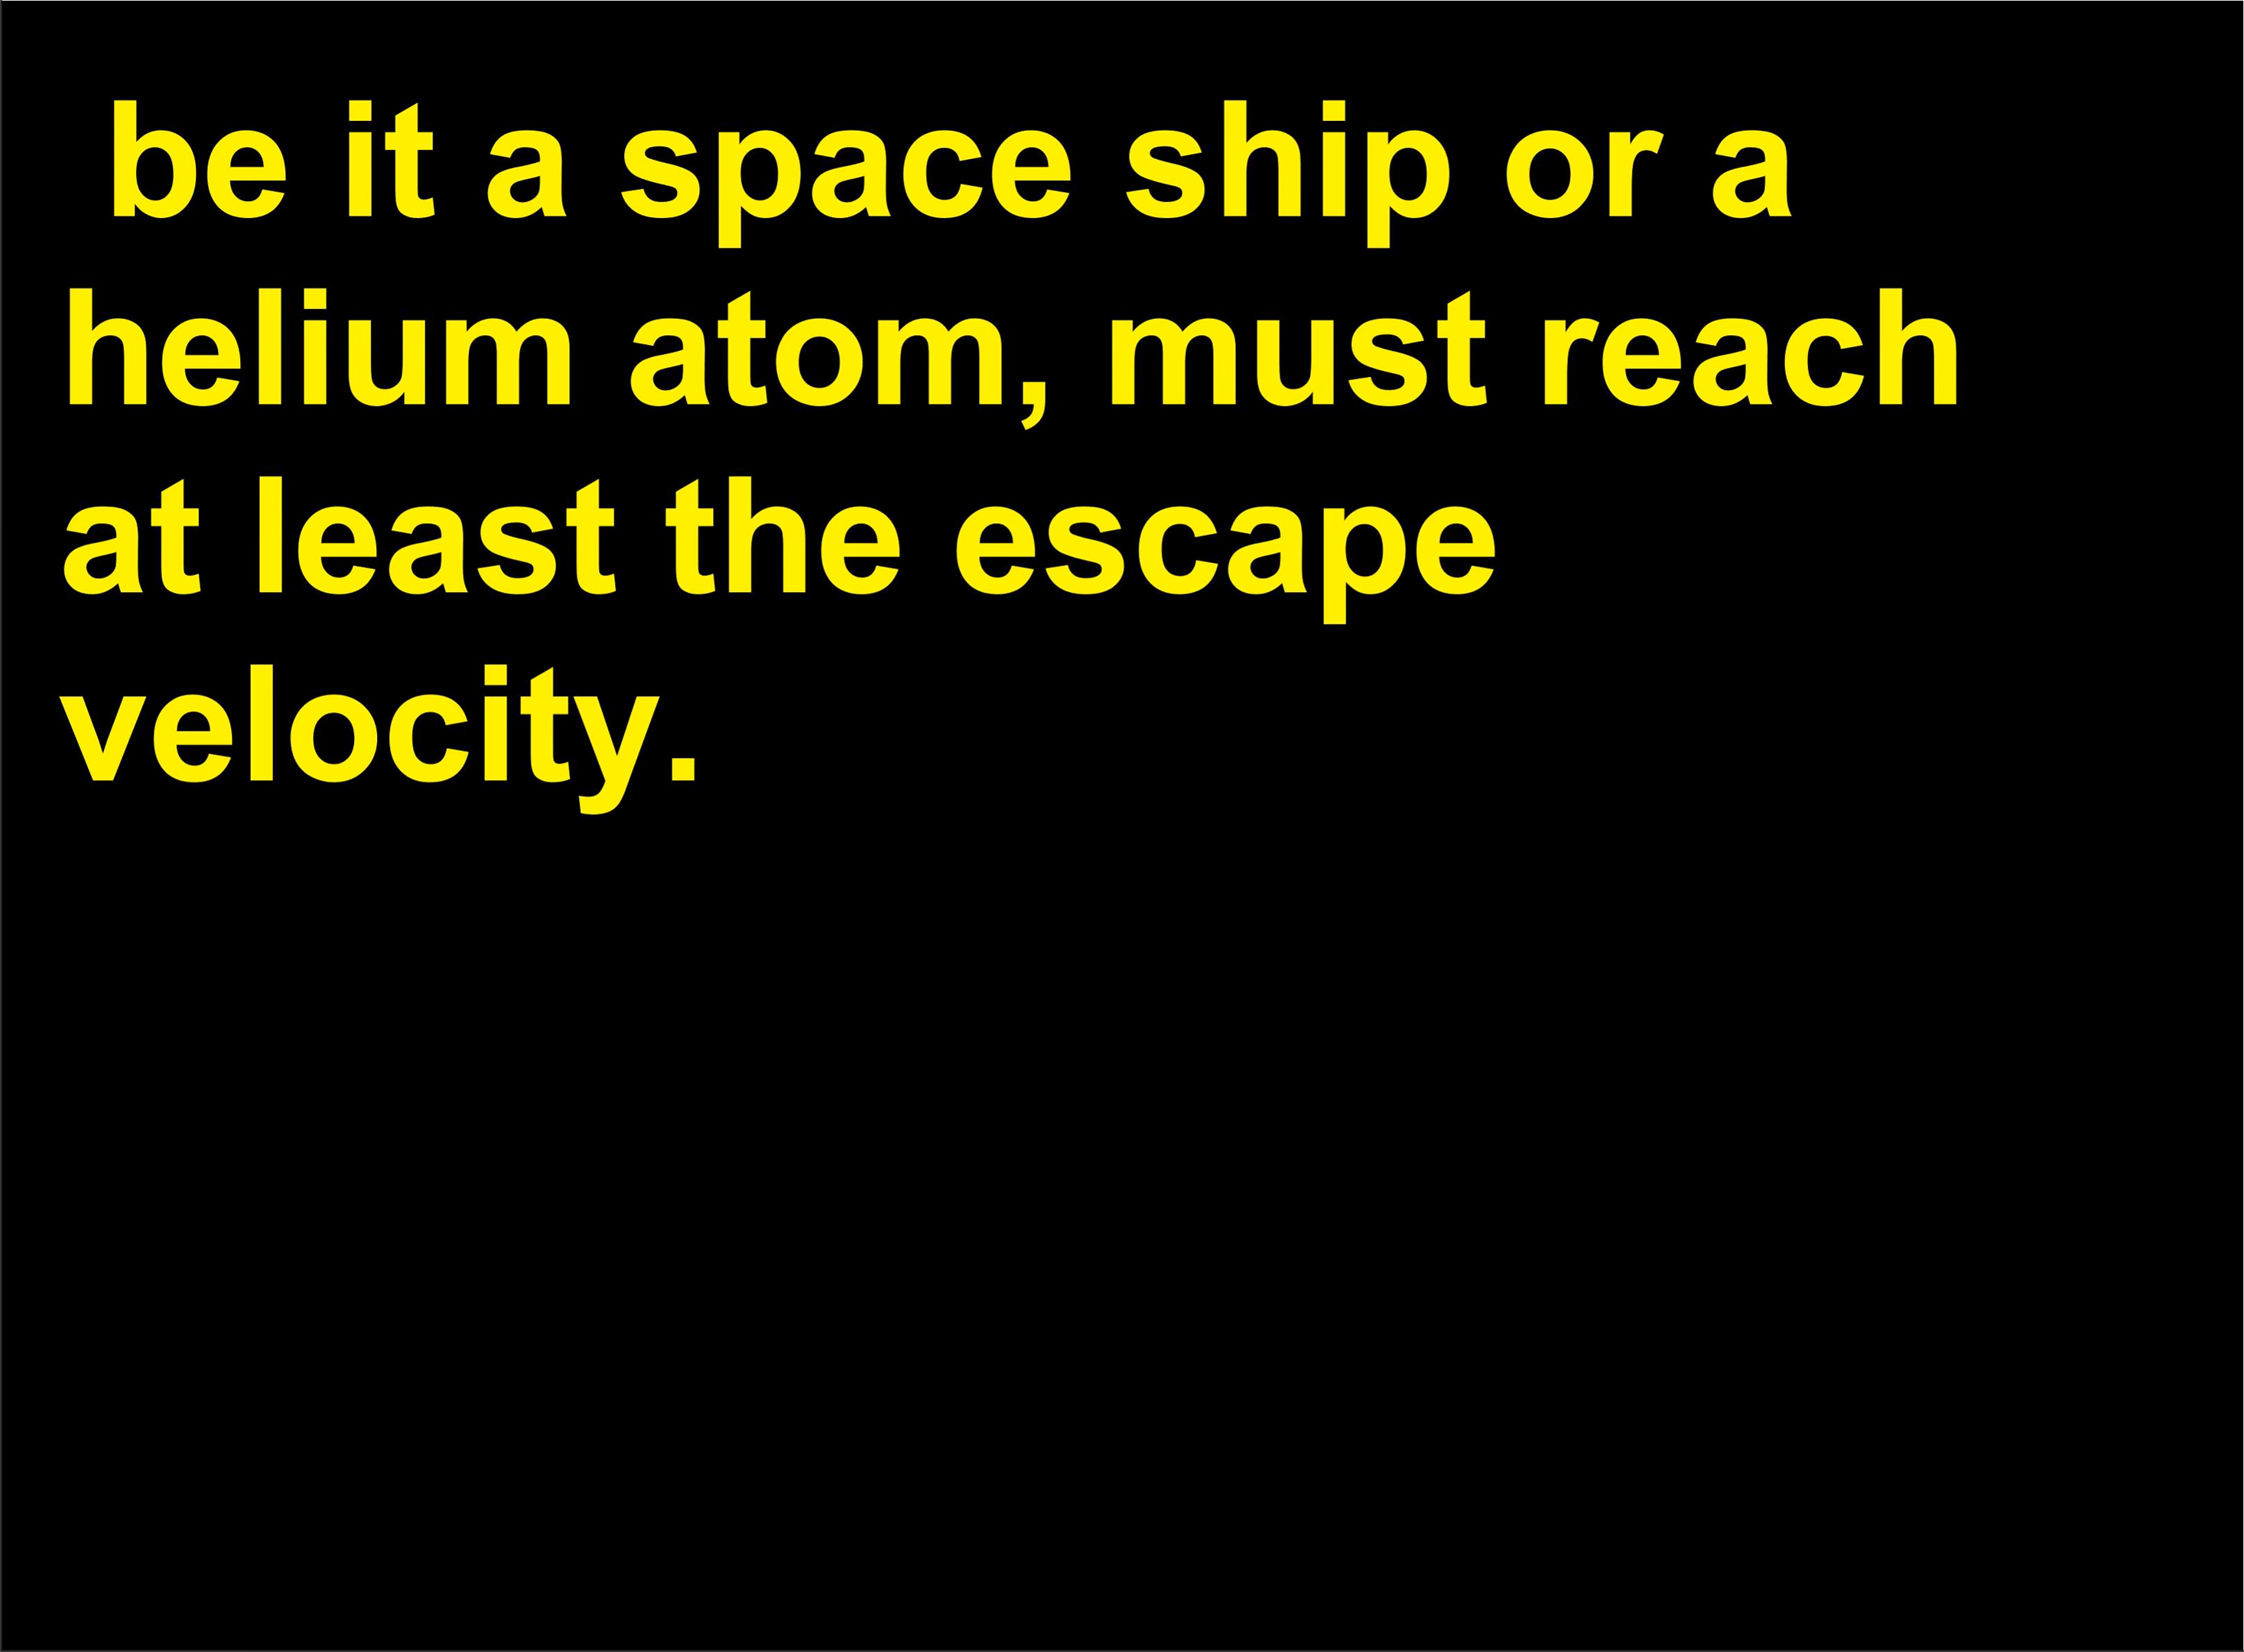 be it a space ship or a
helium atom, must reach
at least the escape
velocity.